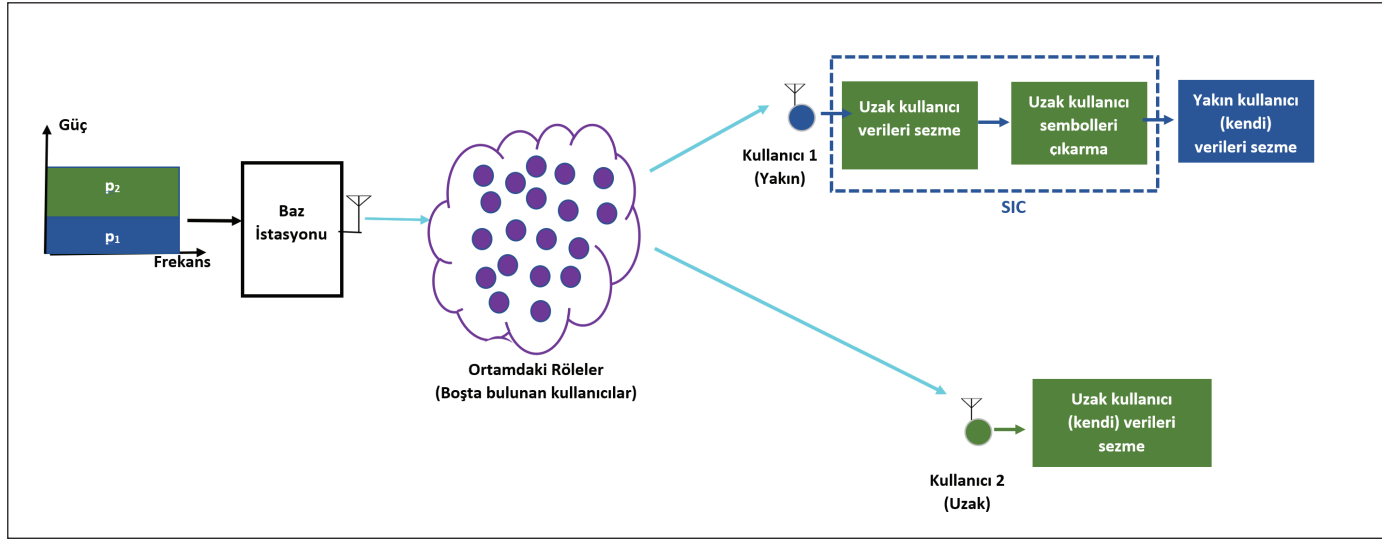 Güç
p₂
p₁
Frekans
Baz
İstasyonu
Ortamdaki Röleler
(Boşta bulunan kullanıcılar)
Kullanıcı 1
(Yakın)
Uzak kullanıcı
verileri sezme
Uzak kullanıcı
sembolleri
çıkarma
SIC
Yakın kullanıcı
(kendi)
verileri sezme
Kullanıcı 2
(Uzak)
Uzak kullanıcı
(kendi) verileri
sezme